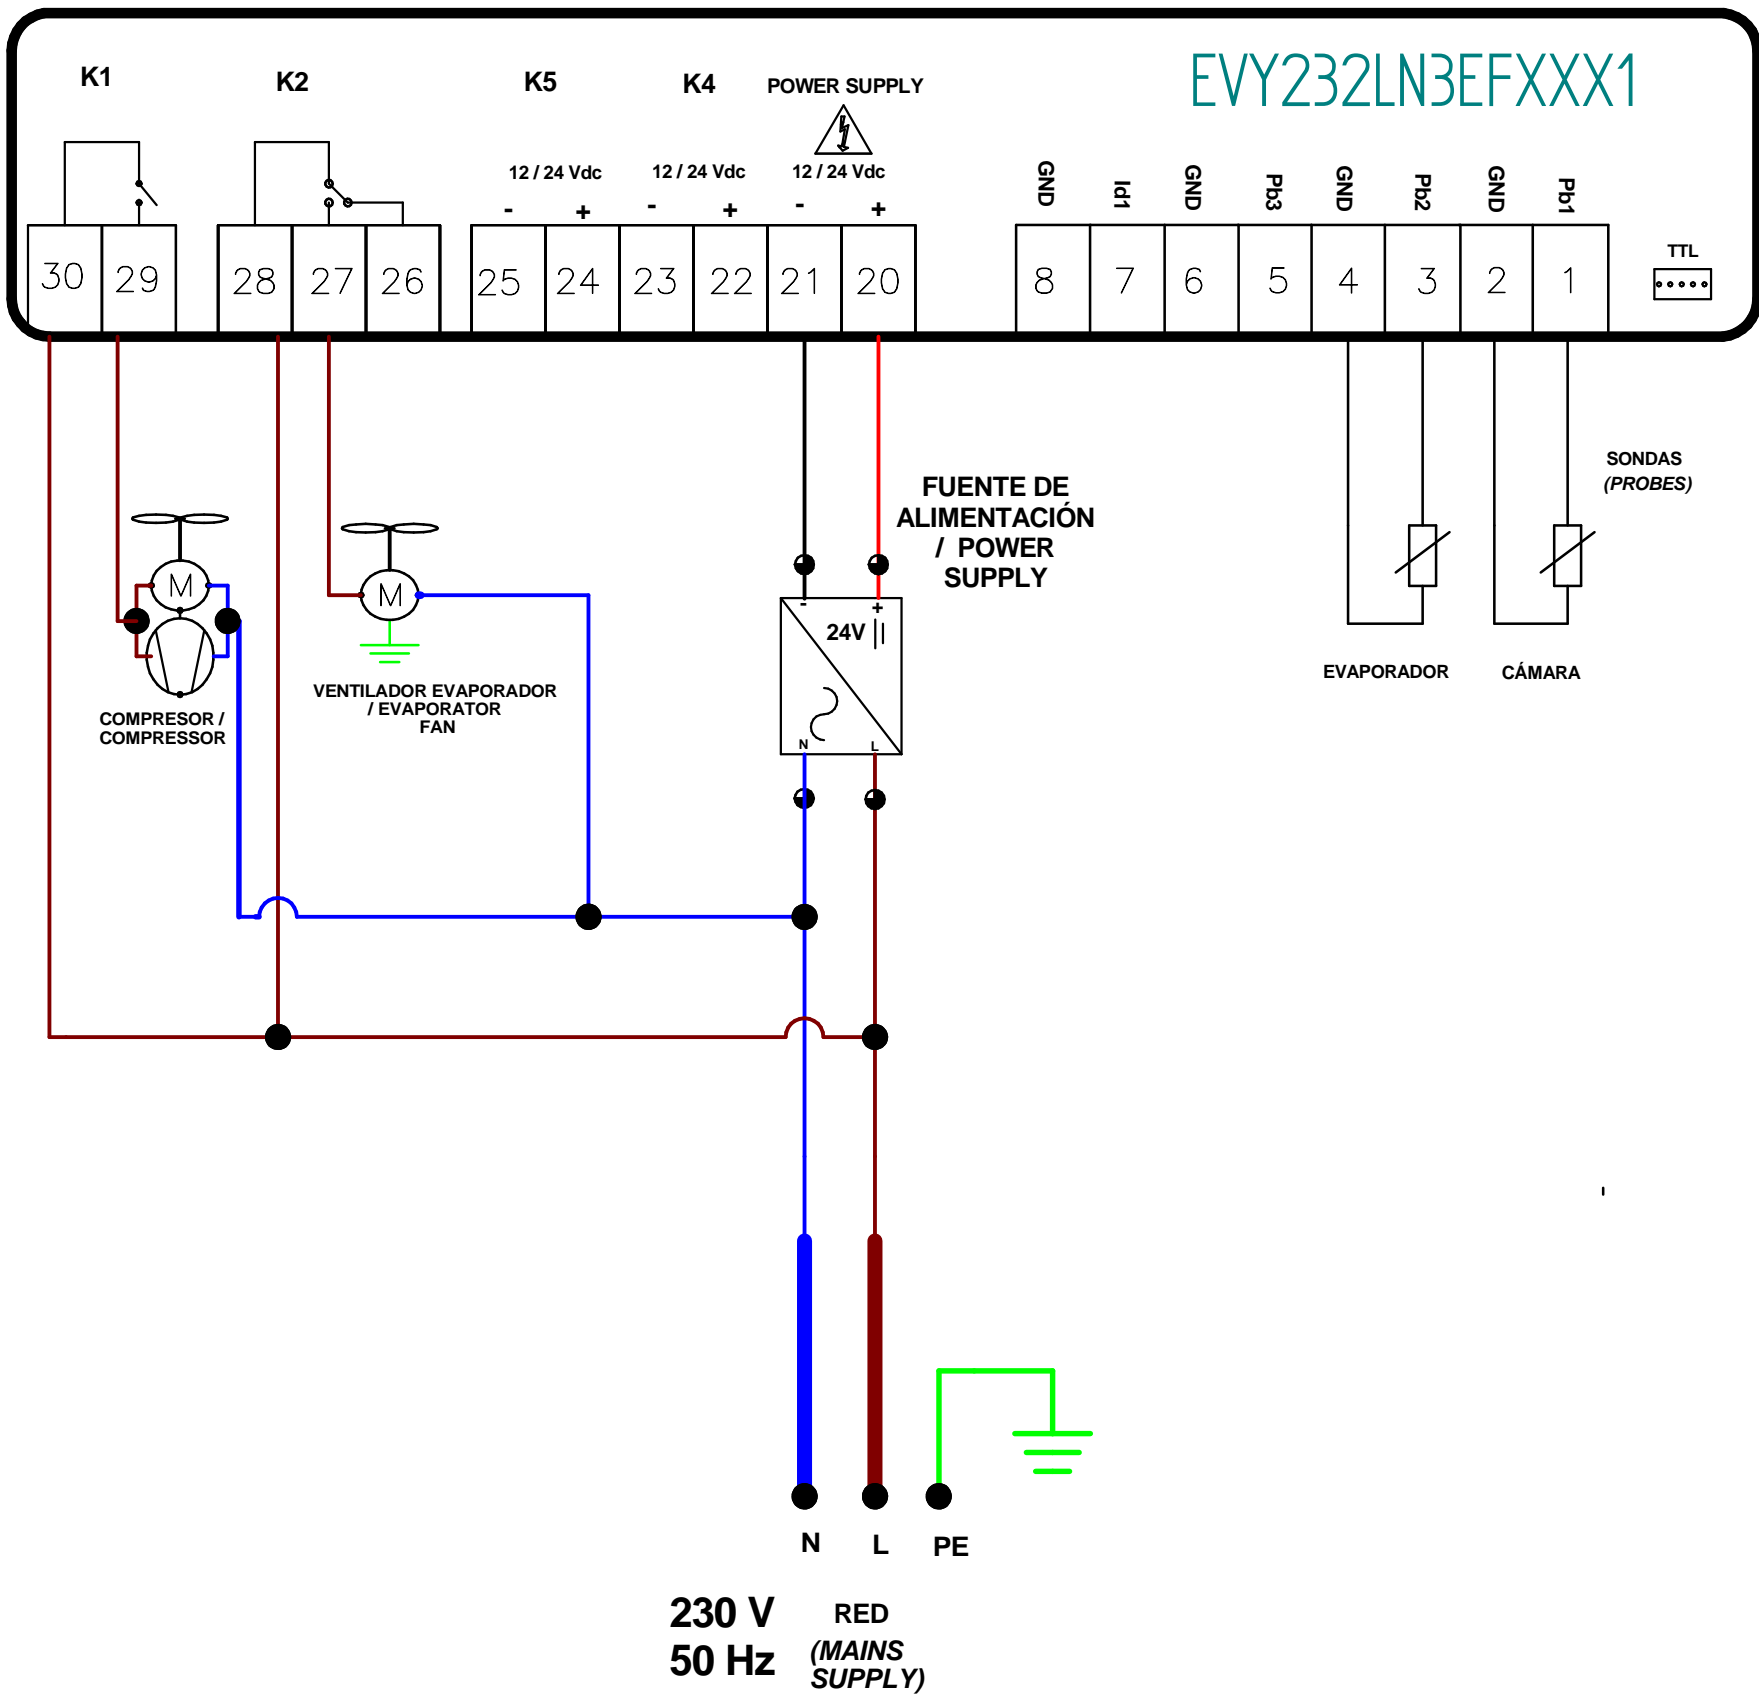 EVY232LN3EFXXX1
K1 K2 K5 K4 POWER SUPPLY
12 / 24 Vdc 12 / 24 Vdc 12 / 24 Vdc
- + - + - +
GND Id1 GND Pb3 GND Pb2 GND Pb1
TTL
30 29 28 27 26 25 24 23 22 21 20 8 7 6 5 4 3 2 1
SONDAS
(PROBES)
FUENTE DE
ALIMENTACIÓN
/ POWER
SUPPLY
M
M
- +
24V
N L
EVAPORADOR CÁMARA
VENTILADOR EVAPORADOR
/ EVAPORATOR
FAN
COMPRESOR /
COMPRESSOR
N L PE
230 V
50 Hz
RED
(MAINS
SUPPLY)